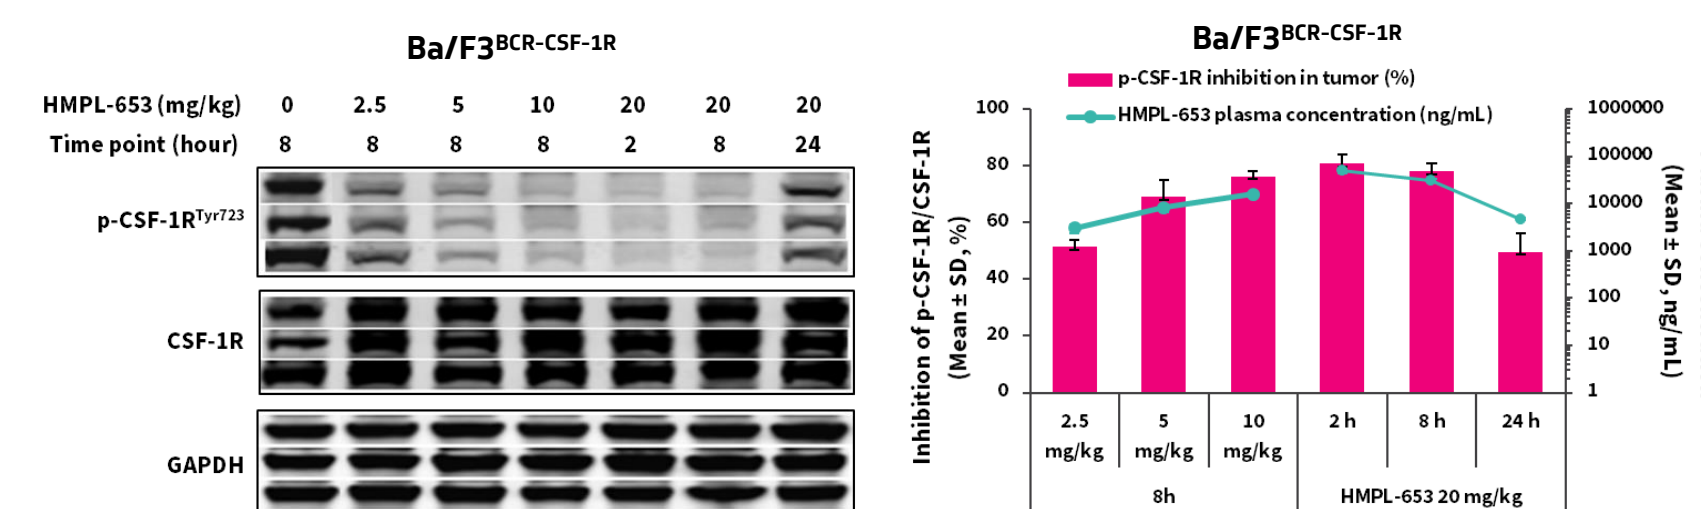 Ba/F3BCR-CSF-1R
HMPL-653 (mg/kg) 0 2.5 5 10 20 20 20
Time point (hour) 8 8 8 8 2 8 24
p-CSF-1RTyr723
CSF-1R
GAPDH
Ba/F3BCR-CSF-1R
p-CSF-1R inhibition in tumor (%)
HMPL-653 plasma concentration (ng/mL)
Inhibition of p-CSF-1R/CSF-1R
(Mean ± SD, %)
100
80
60
40
20
0
1000000
100000
10000
1000
100
10
1
(Mean ± SD, ng/mL)
2.5 5 10 2 h 8 h 24 h
mg/kg mg/kg mg/kg
8h HMPL-653 20 mg/kg